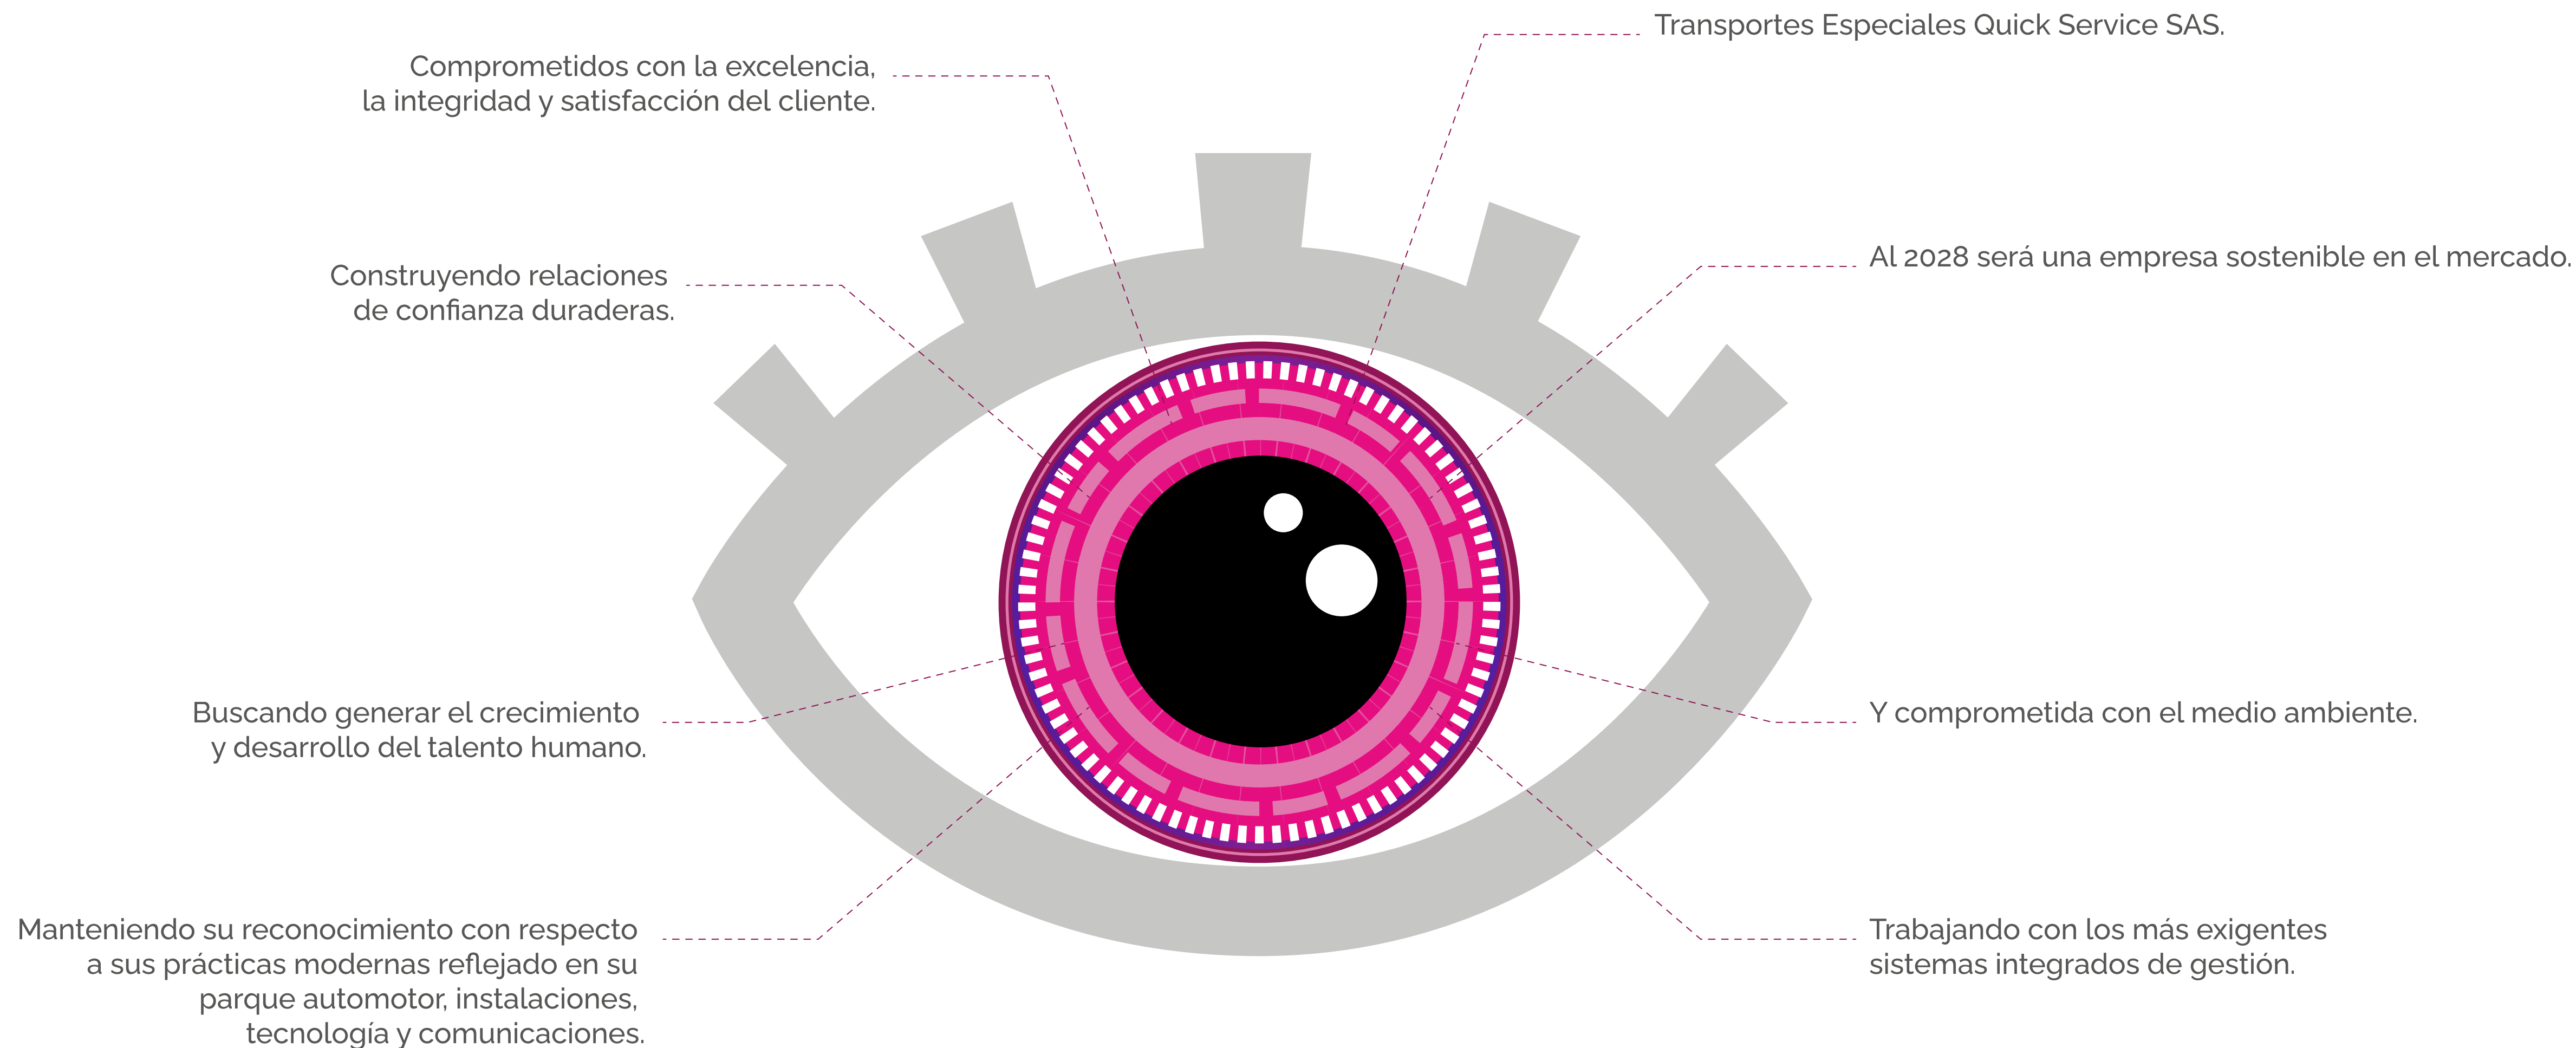 Transportes Especiales Quick Service SAS.
Al 2028 será una empresa sostenible en el mercado.
Y comprometida con el medio ambiente.
Trabajando con los más exigentes
sistemas integrados de gestión.
Manteniendo su reconocimiento con respecto
a sus prácticas modernas reflejado en su
parque automotor, instalaciones,
tecnología y comunicaciones.
Buscando generar el crecimiento
y desarrollo del talento humano.
Construyendo relaciones
de confianza duraderas.
Comprometidos con la excelencia,
la integridad y satisfacción del cliente.